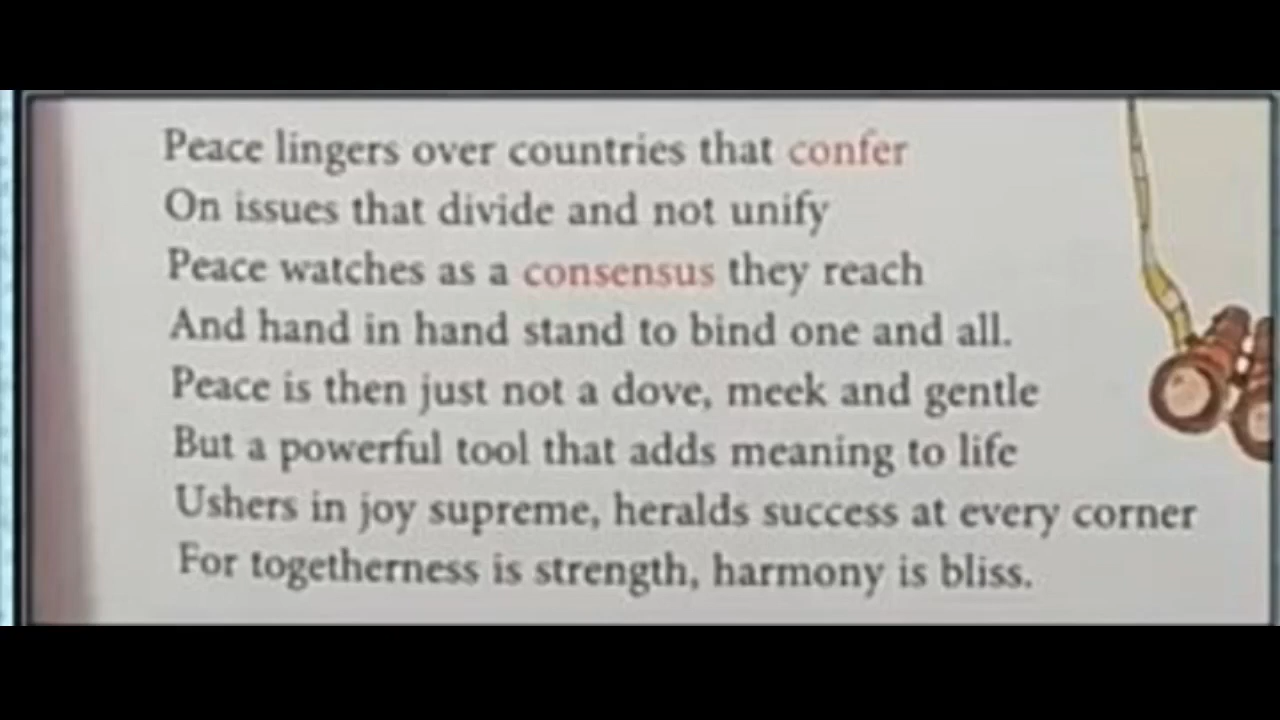 Peace lingers over countries that confer
On issues that divide and not unify
Peace watches as a consensus they reach
And hand in hand stand to bind one and all.
Peace is then just not a dove, meek and gentle
But a powerful tool that adds meaning to life
Ushers in joy supreme, heralds success at every corner
For togetherness is strength, harmony is bliss.